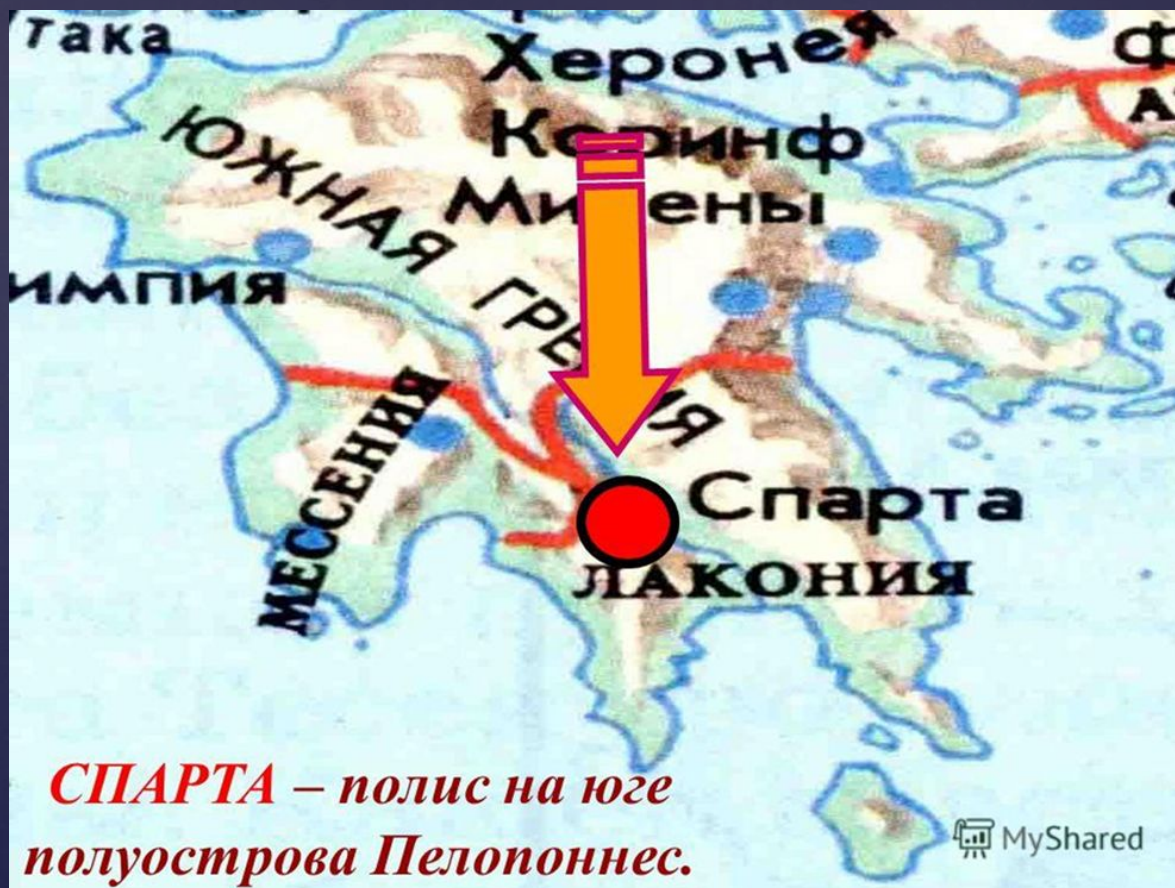 така
Херонея
Коринф
Микены
ЮЖНАЯ ГРЕЦИЯ
импия
МЕССЕНИЯ
Спарта
ЛАКОНИЯ
СПАРТА – полис на юге
полуострова Пелопоннес.
MyShared